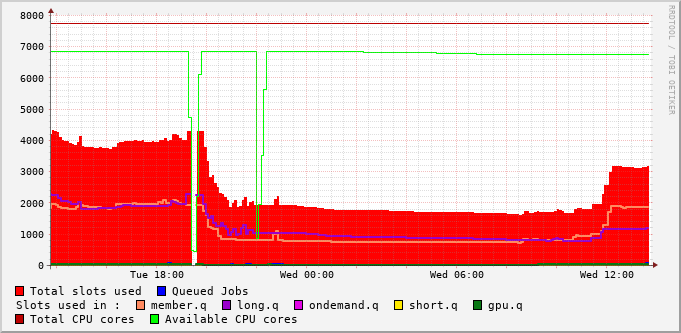 RRDTOOL / TOBI OETIKER
8000
7000
6000
5000
4000
3000
2000
1000
0
Tue 18:00 Wed 00:00 Wed 06:00 Wed 12:00
Total slots used Queued Jobs
Slots used in : member.q long.q ondemand.q short.q gpu.q
Total CPU cores Available CPU cores